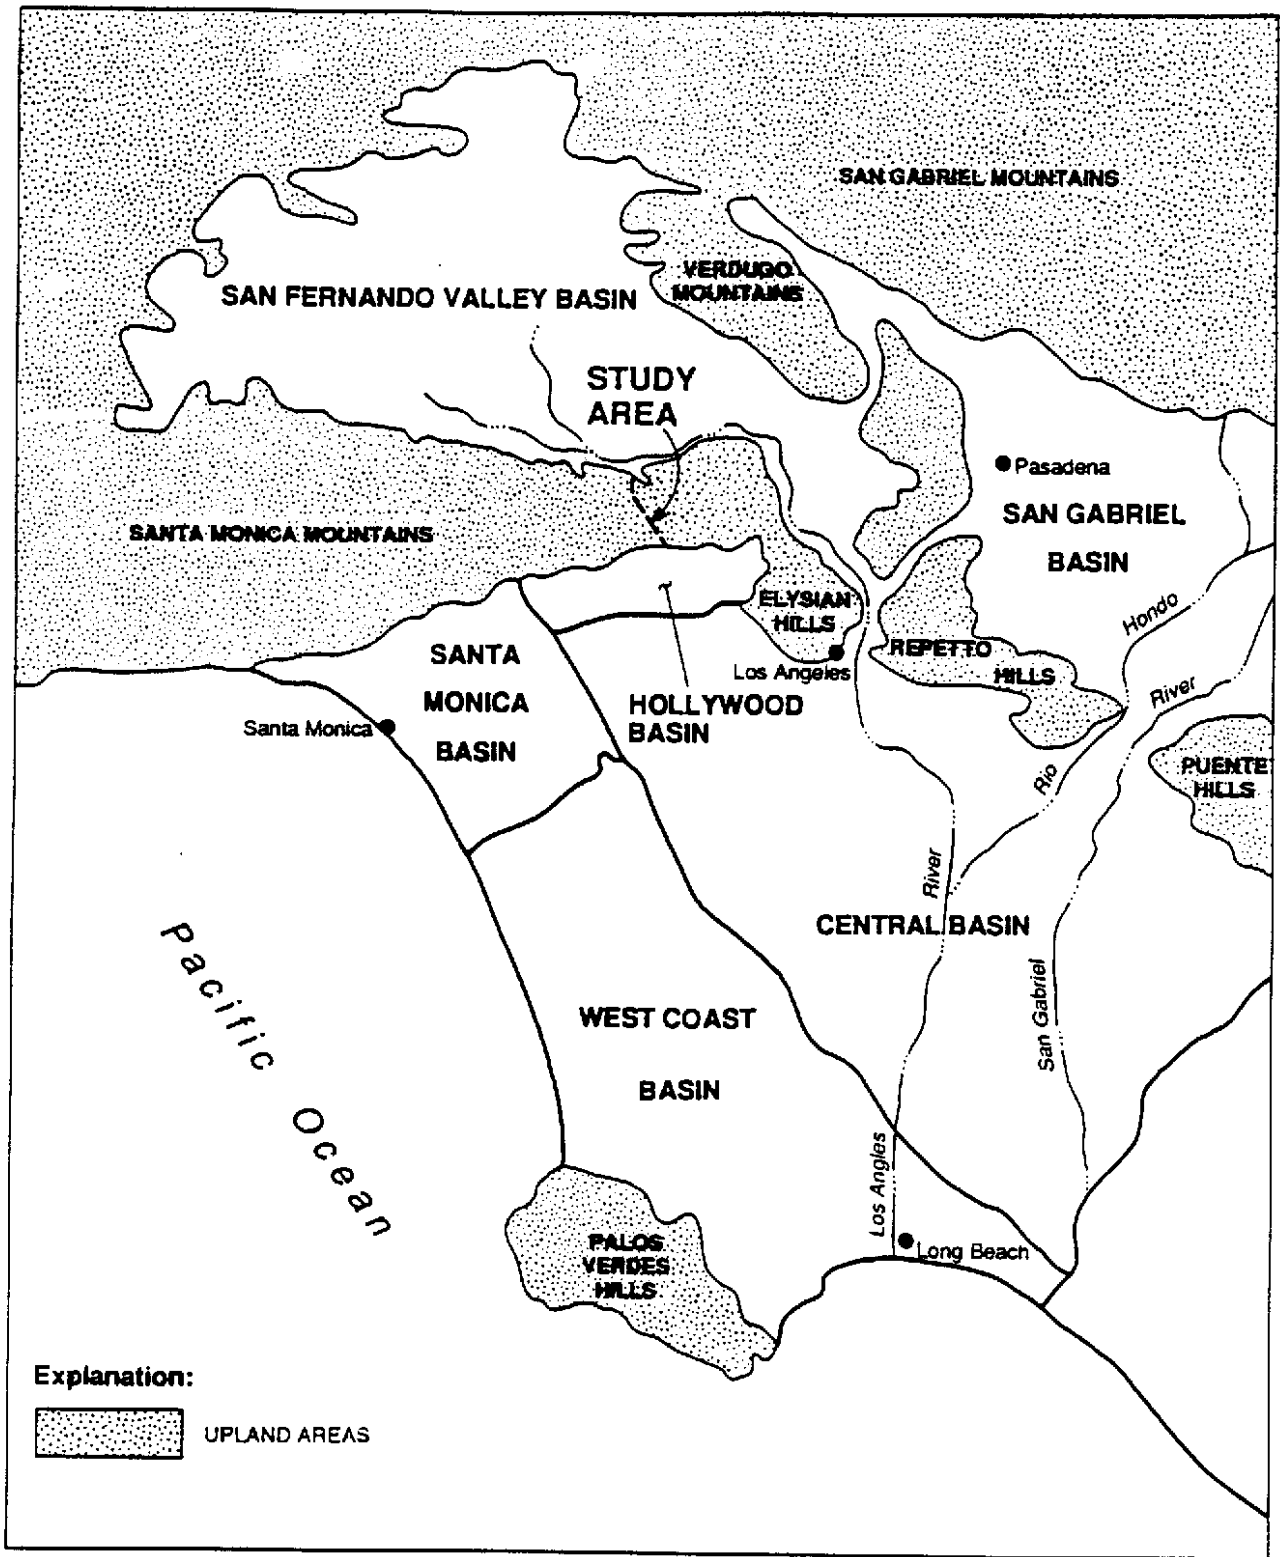 SAN GABRIEL MOUNTAINS
VERDUGO
MOUNTAINS
SAN FERNANDO VALLEY BASIN
STUDY
AREA
Pasadena
SAN GABRIEL
BASIN
SANTA MONICA MOUNTAINS
Hondo
ELYSIAN
HILLS
REPETTO
HILLS
Los Angeles
SANTA
MONICA
BASIN
River
HOLLYWOOD
BASIN
Santa Monica
PUENTE
HILLS
Rio
River
CENTRAL BASIN
Pacific Ocean
San Gabriel
WEST COAST
BASIN
Los Angles
Long Beach
PALOS
VERDES
HILLS
Explanation:
UPLAND AREAS